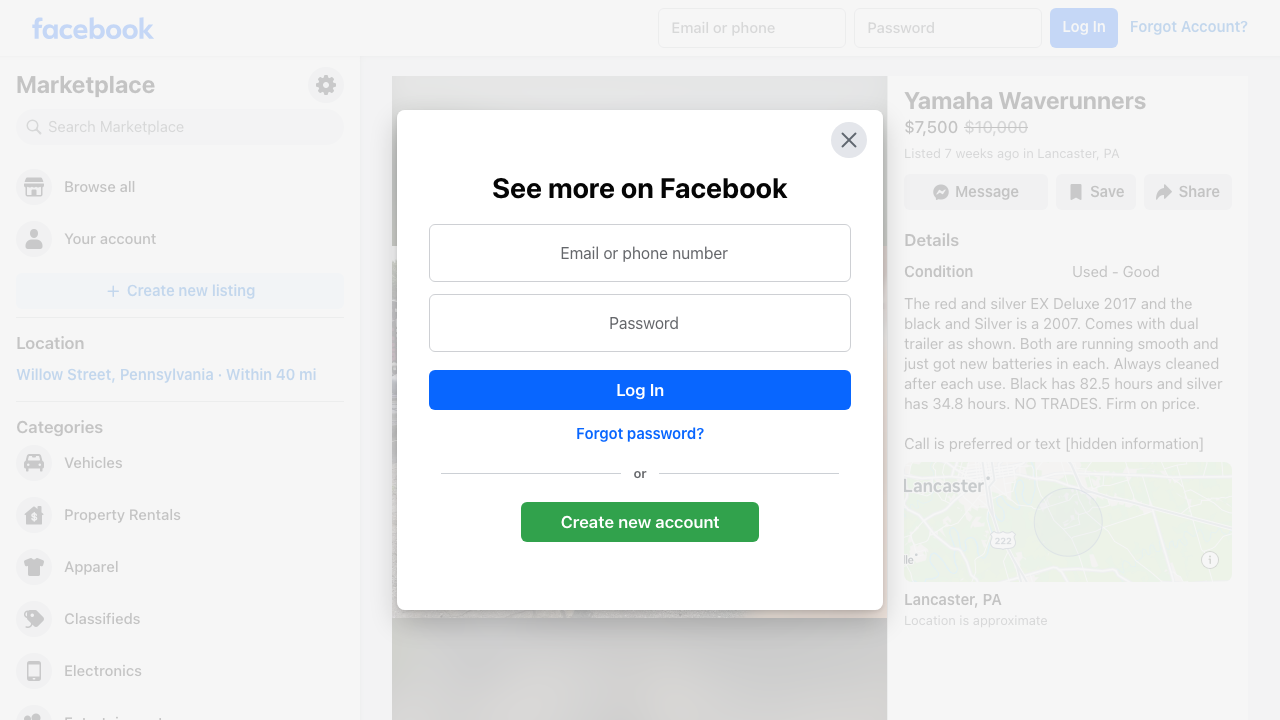 facebook
Email or phone
Password
Log In
Forgot Account?
Marketplace
Search Marketplace
Browse all
Your account
Create new listing
Location
Willow Street, Pennsylvania · Within 40 mi
Categories
Vehicles
Property Rentals
Apparel
Classifieds
Electronics
See more on Facebook
Email or phone number
Password
Log In
Forgot password?
or
Create new account
Yamaha Waverunners
$7,500 $10,000
Listed 7 weeks ago in Lancaster, PA
Message
Save
Share
Details
Condition
Used - Good
The red and silver EX Deluxe 2017 and the
black and Silver is a 2007. Comes with dual
trailer as shown. Both are running smooth and
just got new batteries in each. Always cleaned
after each use. Black has 82.5 hours and silver
has 34.8 hours. NO TRADES. Firm on price.
Call is preferred or text [hidden information]
Lancaster
222
lle
Lancaster, PA
Location is approximate